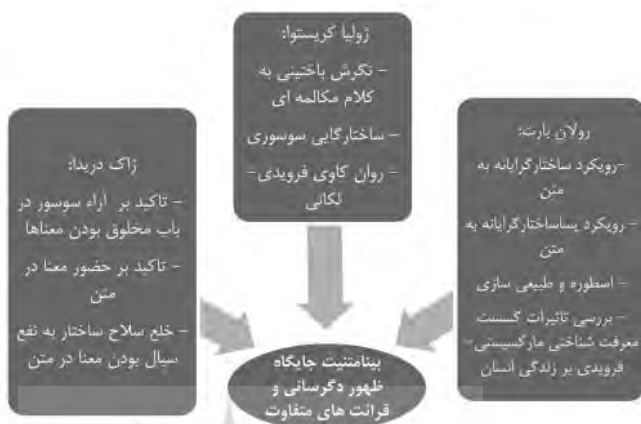 ژولیا کریستوا:
– نگرش باختینی به
کلام مکالمه ای
– ساختارگایی سوسوری
– روان کاوی فرویدی-
لکانی
رولان بارت:
–رویکرد ساختارگرایانه به
متن
– رویکرد پساساختارگرایانه به
متن
– اسطوره و طبیعی سازی
– بررسی تاثیرات گسست
معرفت شناختی مارکسیستی-
فرویدی بر زندگی انسان
ژاک دریدا:
– تاکید بر آراء سوسور در
باب مخلوق بودن معناها
– تاکید بر حضور معنا در
متن
– خلع سلاح ساختار به نفع
سیال بودن معنا در متن
بینامتنیت جایگاه
ظهور دگرسانی و
قرائت های متفاوت